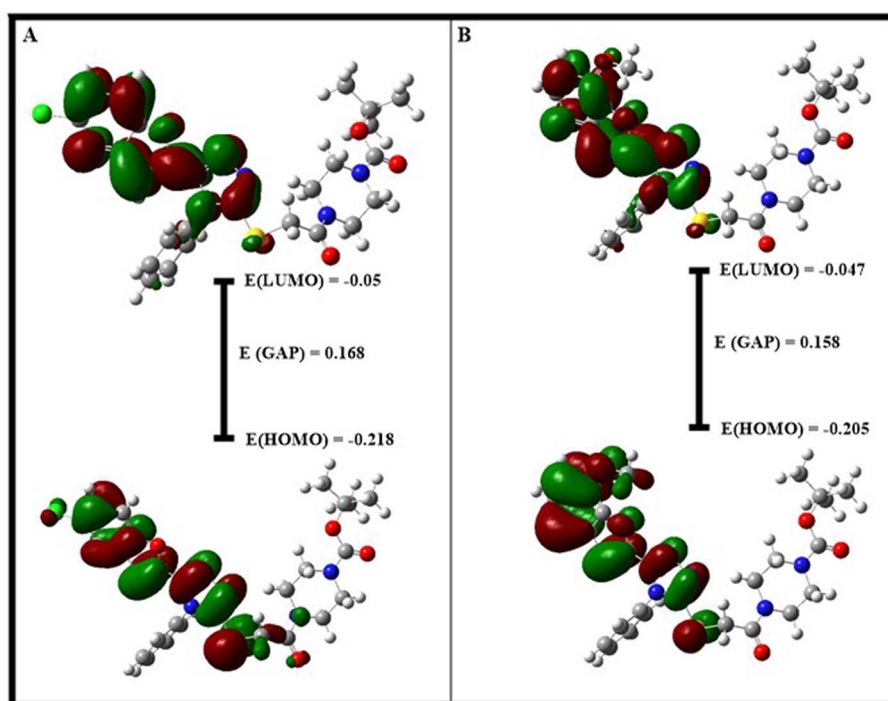 A
E(LUMO) = -0.05
E (GAP) = 0.168
E(HOMO) = -0.218
B
E(LUMO) = -0.047
E (GAP) = 0.158
E(HOMO) = -0.205